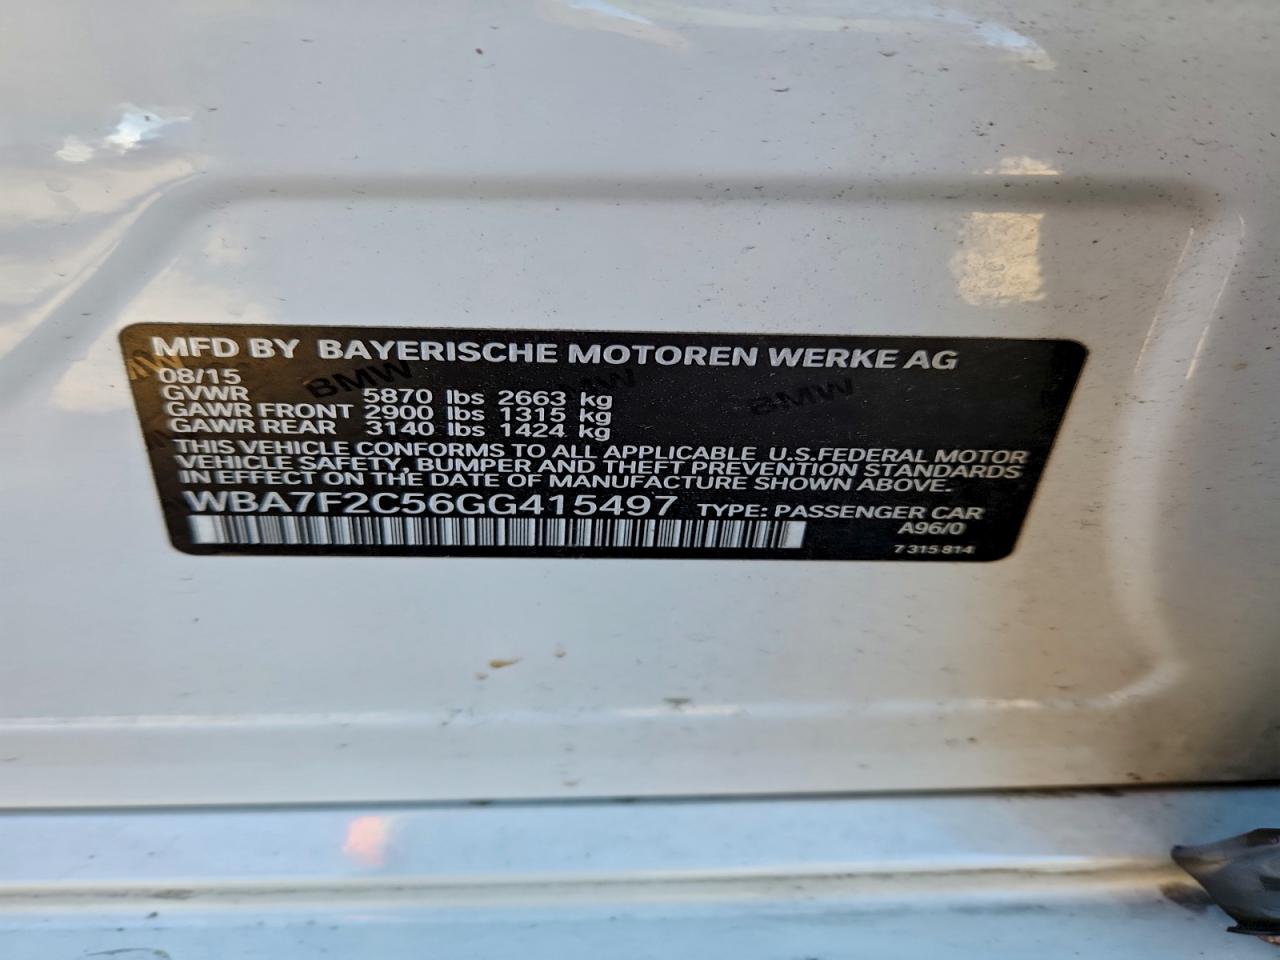 MFD BY BAYERISCHE MOTOREN WERKE AG
08/15
GVWR 5870 lbs 2663 kg
GAWR FRONT 2900 lbs 1315 kg
GAWR REAR 3140 lbs 1424 kg
THIS VEHICLE CONFORMS TO ALL APPLICABLE U.S.FEDERAL MOTOR
VEHICLE SAFETY, BUMPER AND THEFT PREVENTION STANDARDS
IN EFFECT ON THE DATE OF MANUFACTURE SHOWN ABOVE.
WBA7F2C56GG415497 TYPE: PASSENGER CAR
A96/0
7 315 814
BMW
BMW
BMW